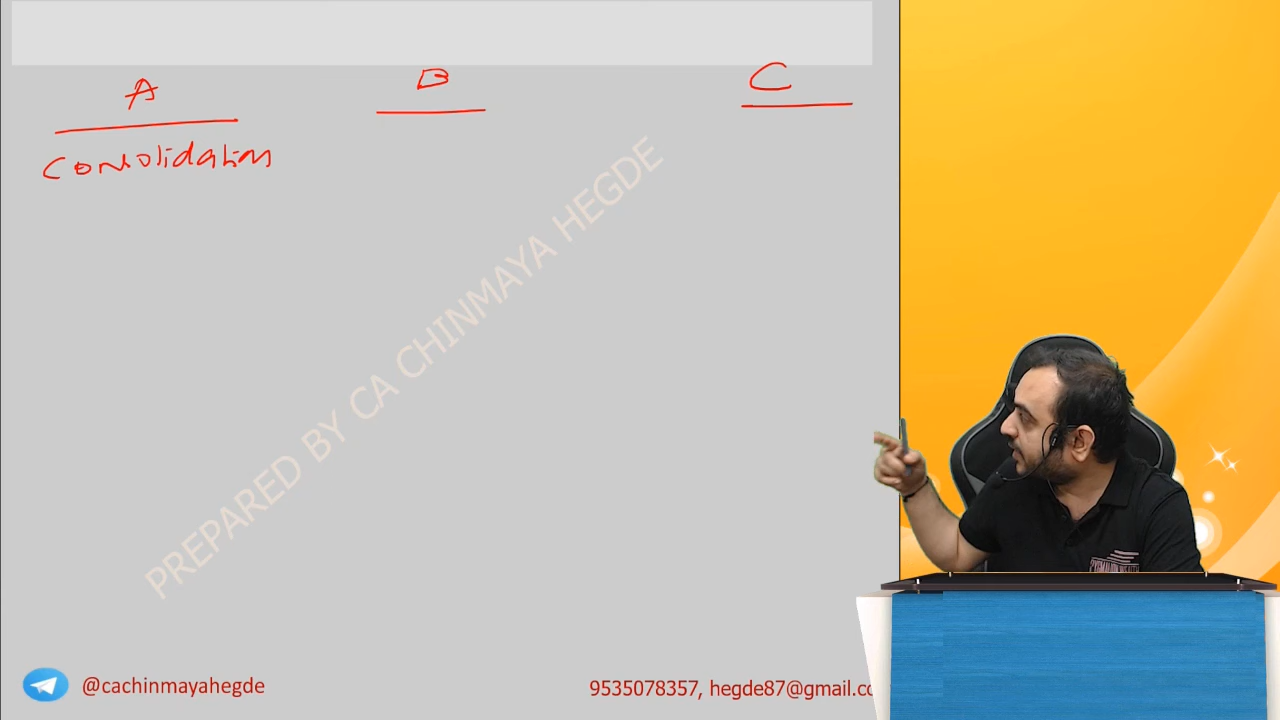 A B C
Consolidation
PREPARED BY CA CHINMAYA HEGDE
@cachinmayahegde
9535078357, hegde87@gmail.co